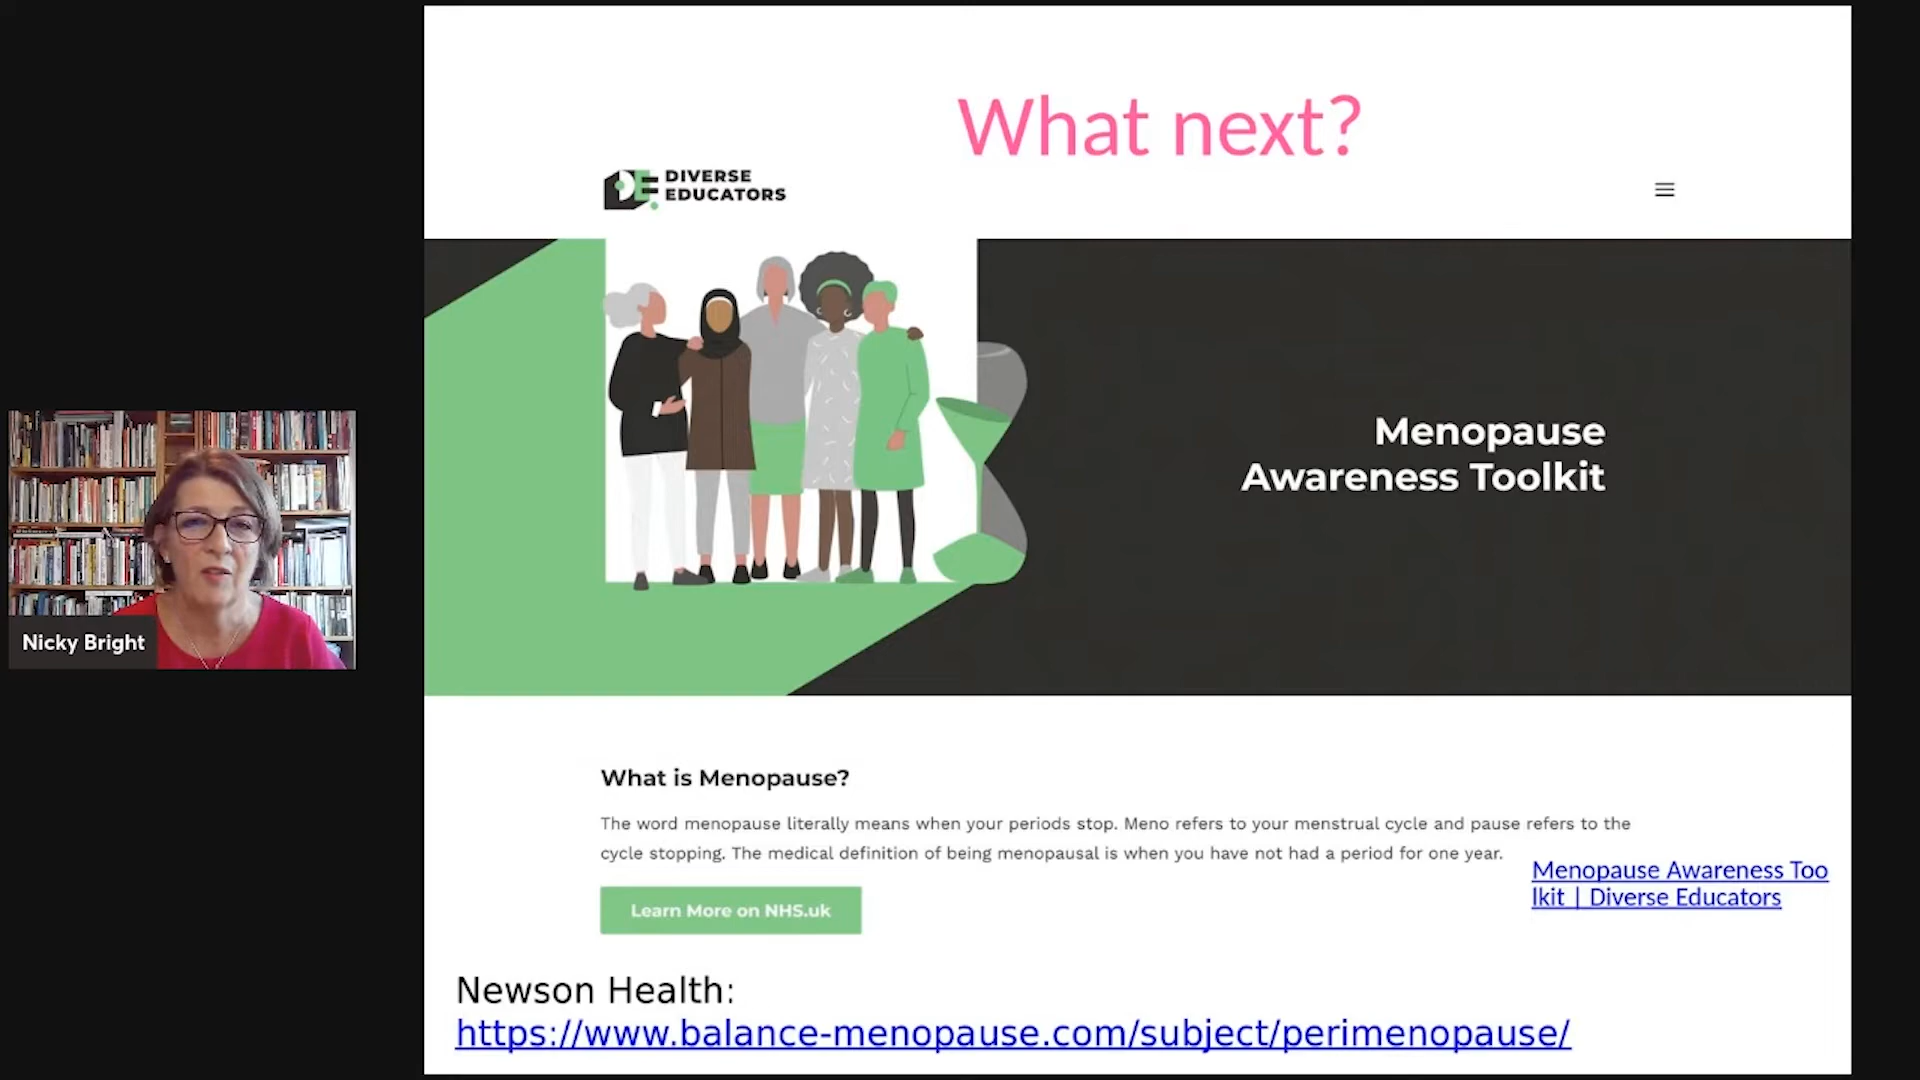 What next?
DIVERSE
EDUCATORS
Menopause
Awareness Toolkit
Nicky Bright
What is Menopause?
The word menopause literally means when your periods stop. Meno refers to your menstrual cycle and pause refers to the
cycle stopping. The medical definition of being menopausal is when you have not had a period for one year.
Menopause Awareness Too
lkit | Diverse Educators
Learn More on NHS.uk
Newson Health:
https://www.balance-menopause.com/subject/perimenopause/